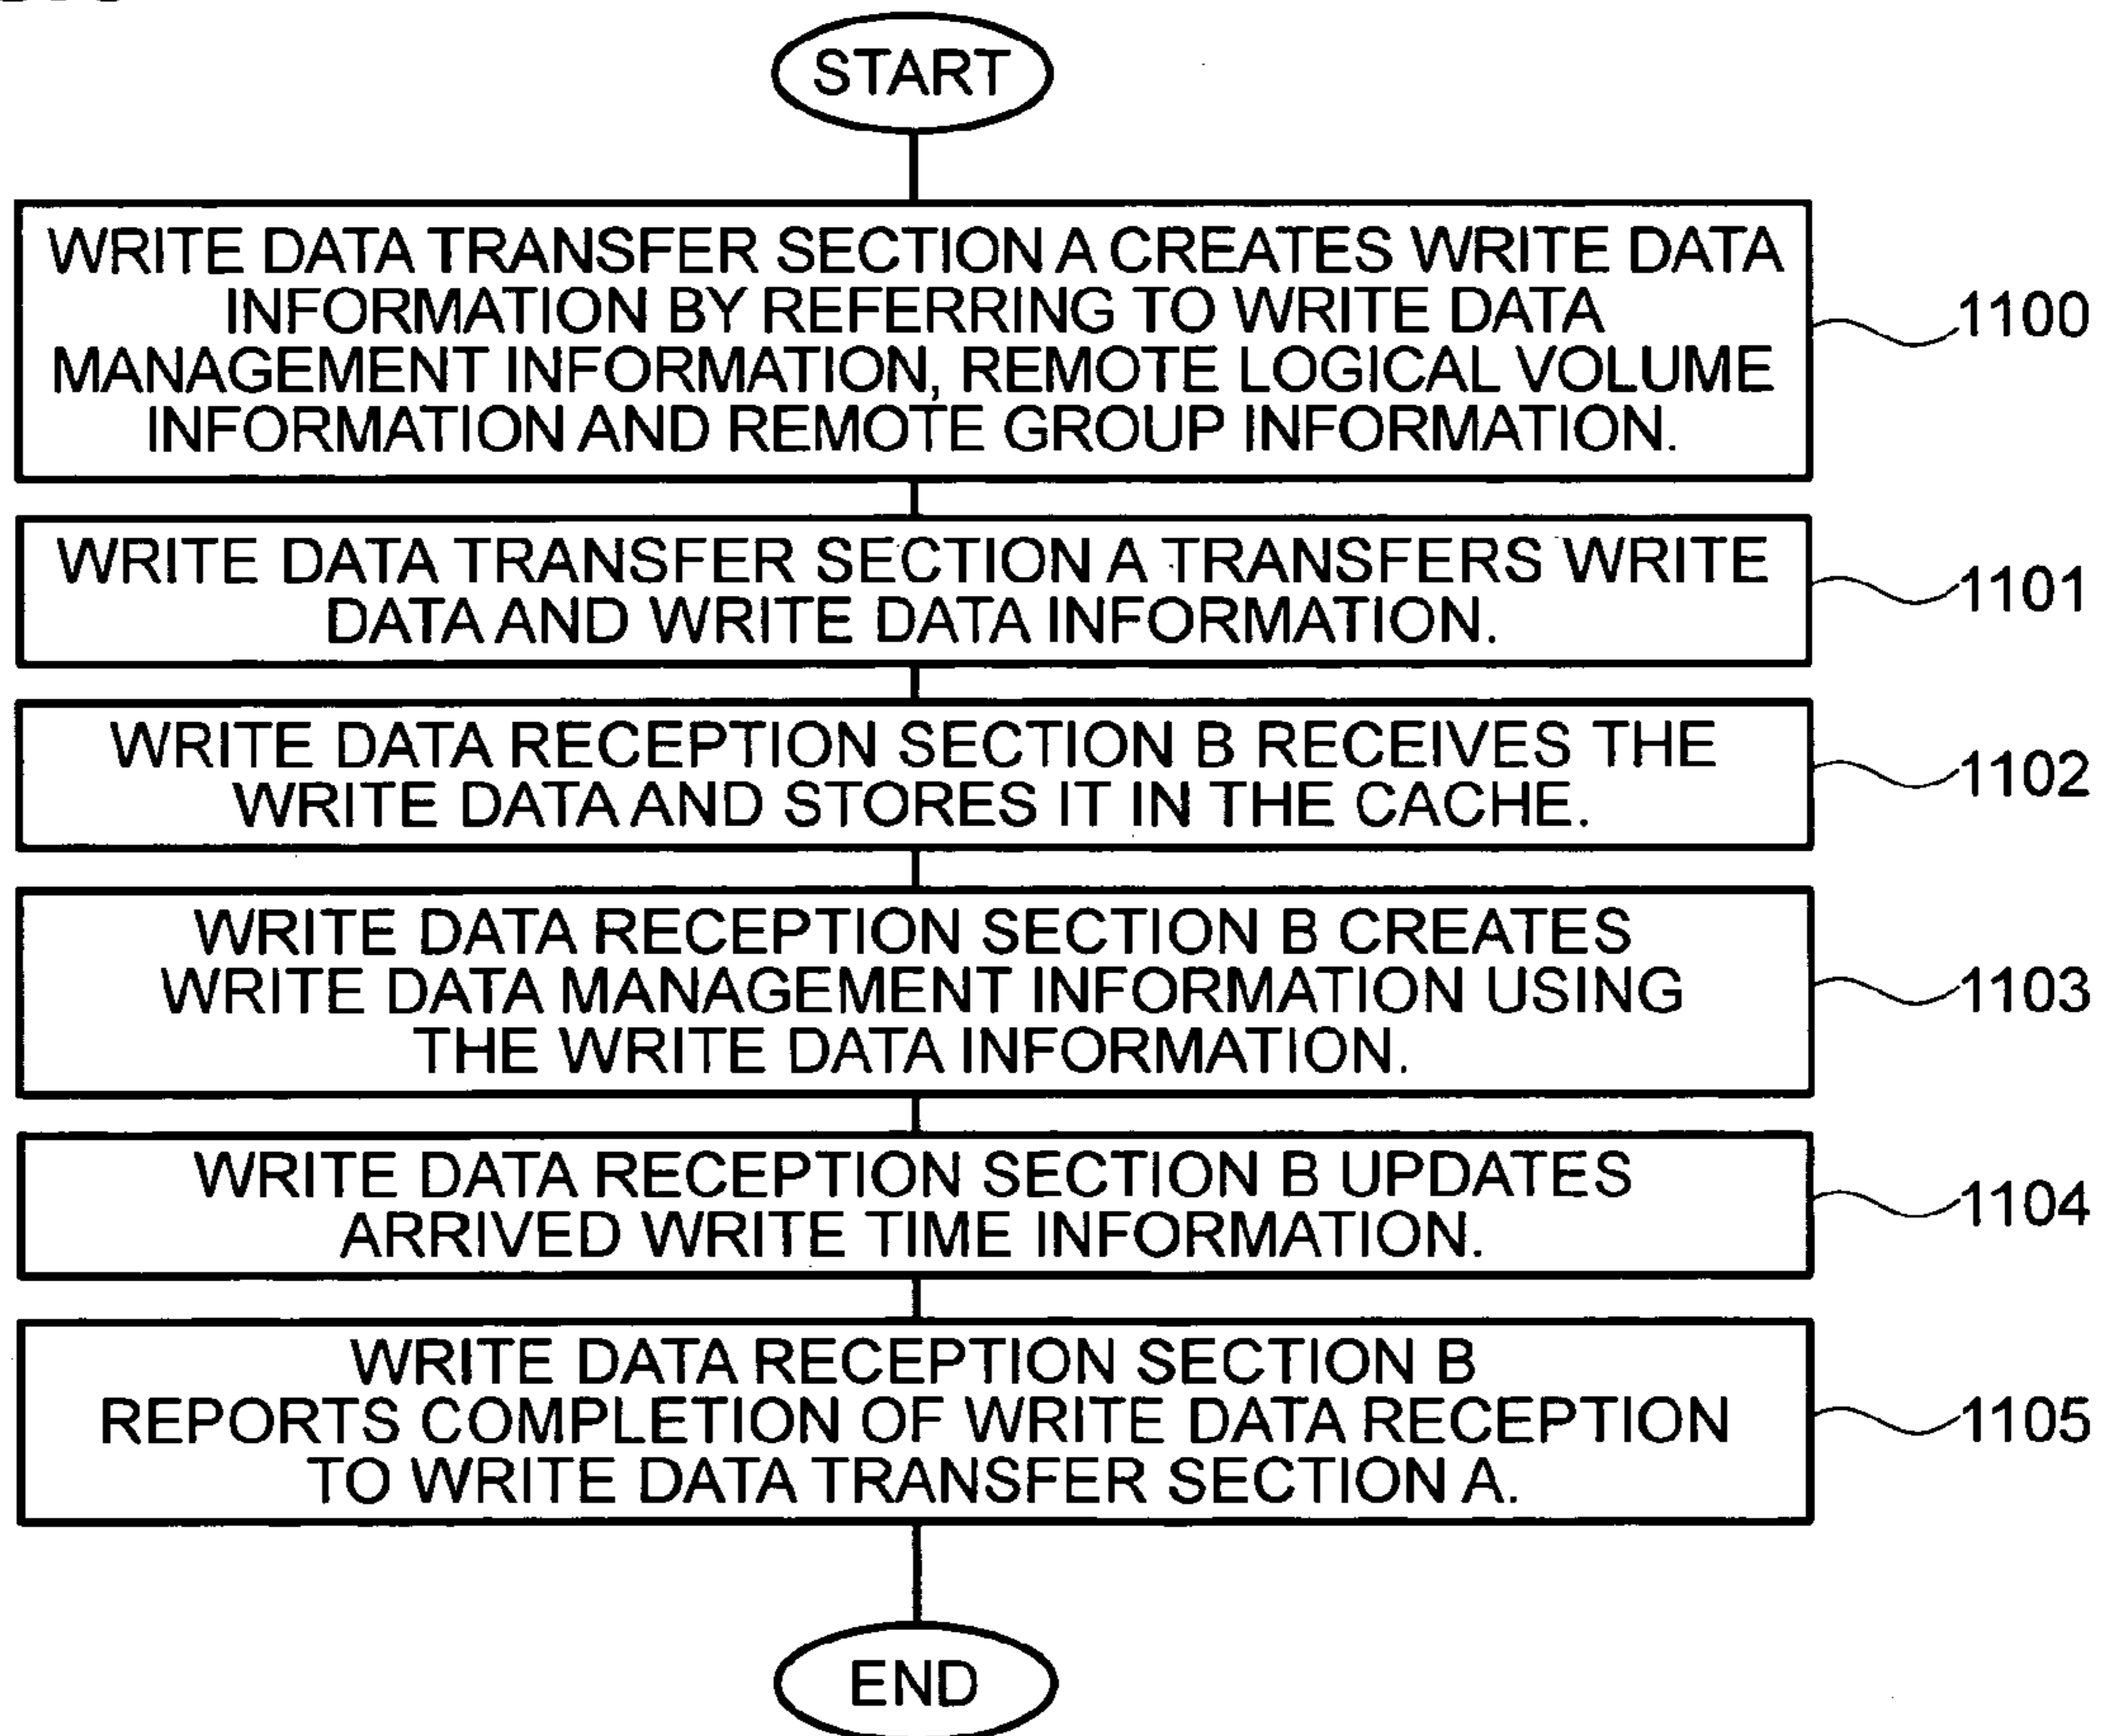 START
WRITE DATA TRANSFER SECTION A CREATES WRITE DATA
INFORMATION BY REFERRING TO WRITE DATA
MANAGEMENT INFORMATION, REMOTE LOGICAL VOLUME
INFORMATION AND REMOTE GROUP INFORMATION.
1100
WRITE DATA TRANSFER SECTION A TRANSFERS WRITE
DATA AND WRITE DATA INFORMATION.
1101
WRITE DATA RECEPTION SECTION B RECEIVES THE
WRITE DATA AND STORES IT IN THE CACHE.
1102
WRITE DATA RECEPTION SECTION B CREATES
WRITE DATA MANAGEMENT INFORMATION USING
THE WRITE DATA INFORMATION.
1103
WRITE DATA RECEPTION SECTION B UPDATES
ARRIVED WRITE TIME INFORMATION.
1104
WRITE DATA RECEPTION SECTION B
REPORTS COMPLETION OF WRITE DATA RECEPTION
TO WRITE DATA TRANSFER SECTION A.
1105
END